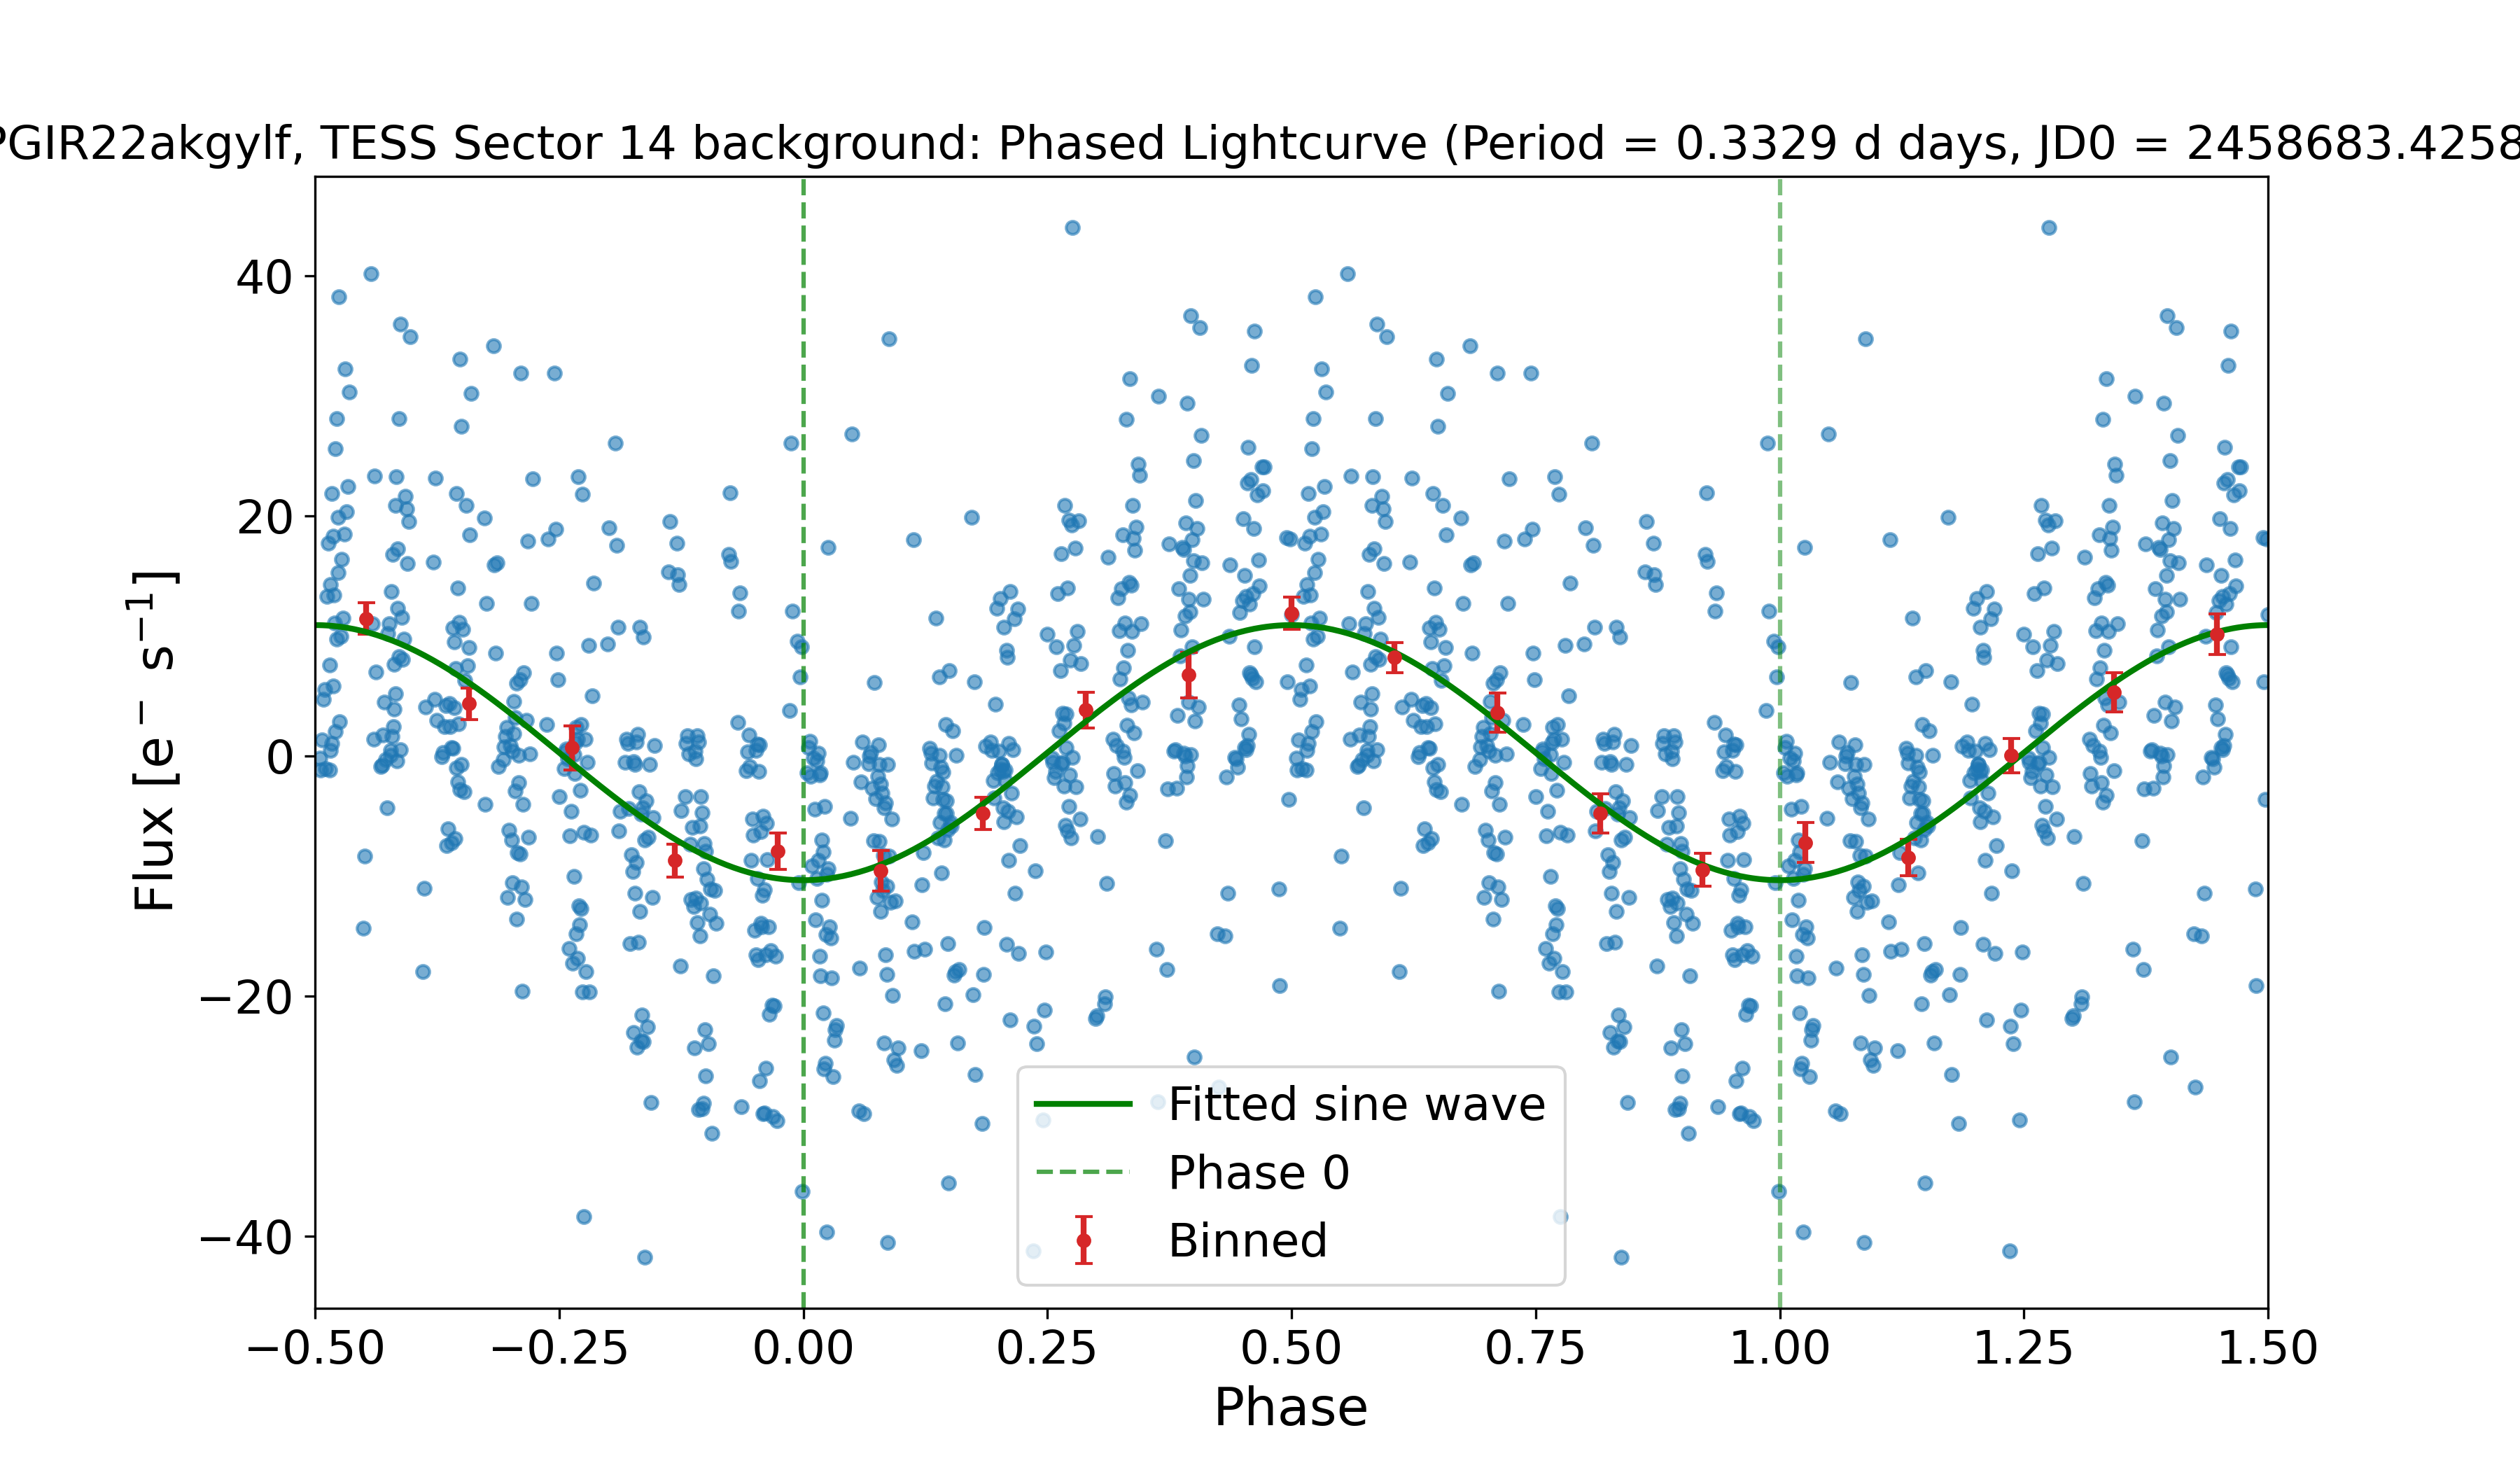 PGIR22akgylf, TESS Sector 14 background: Phased Lightcurve (Period = 0.3329 d days, JD0 = 2458683.4258
Flux [e⁻ s⁻¹]
40
20
0
−20
−40
Fitted sine wave
Phase 0
Binned
−0.50 −0.25 0.00 0.25 0.50 0.75 1.00 1.25 1.50
Phase